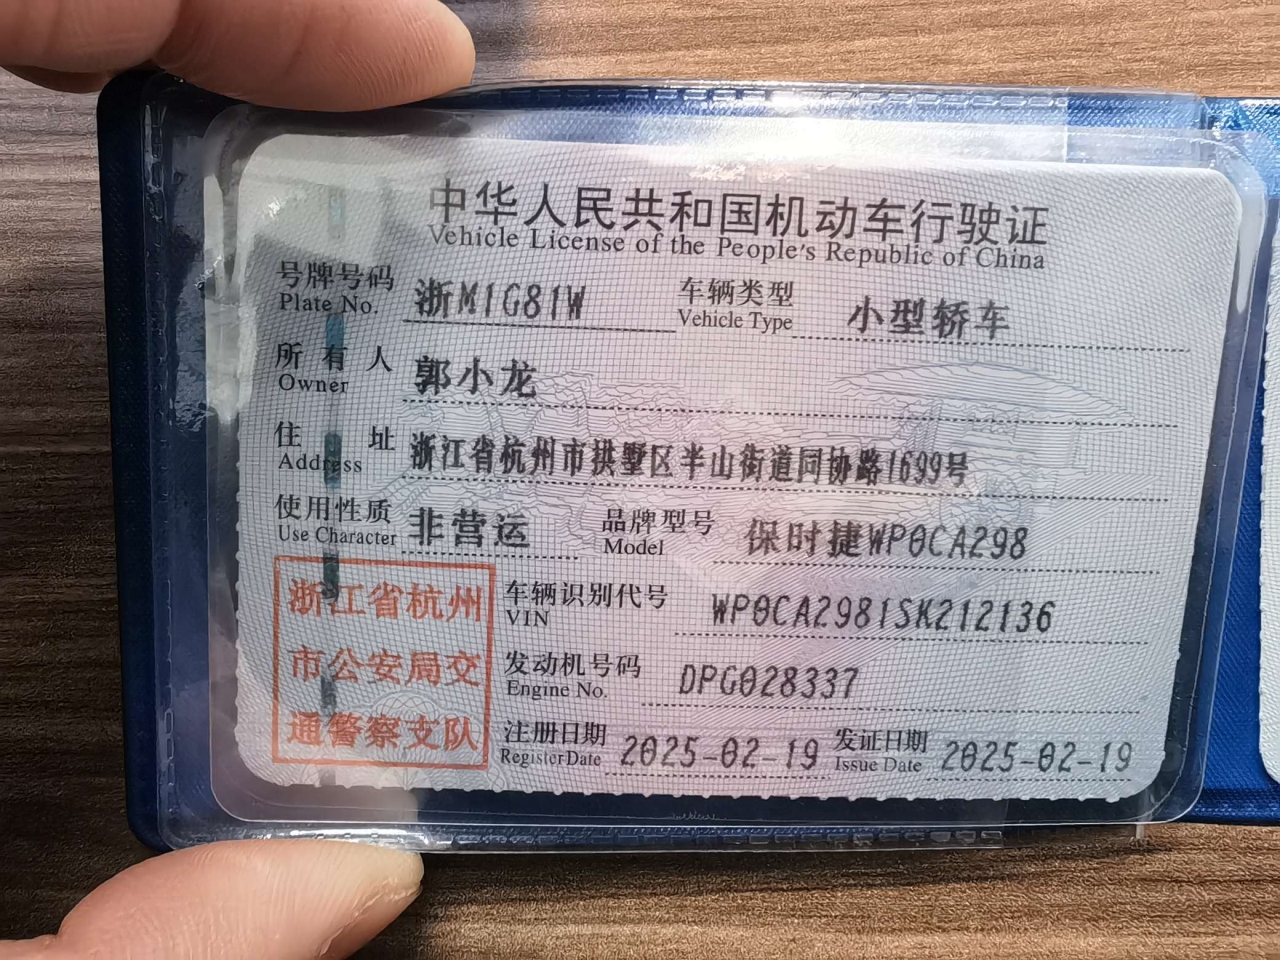 中华人民共和国机动车行驶证
Vehicle License of the People's Republic of China
号牌号码 浙M1G81W 车辆类型 小型轿车
Plate No. Vehicle Type
所有人 郭小龙
Owner
住址 浙江省杭州市拱墅区半山街道同协路1699号
Address
使用性质 非营运 品牌型号 保时捷WP0CA298
Use Character Model
浙江省杭州
市公安局交
通警察支队
车辆识别代号 WP0CA2981SK212136
VIN
发动机号码 DPG028337
Engine No.
注册日期 2025-02-19 发证日期 2025-02-19
Register Date Issue Date